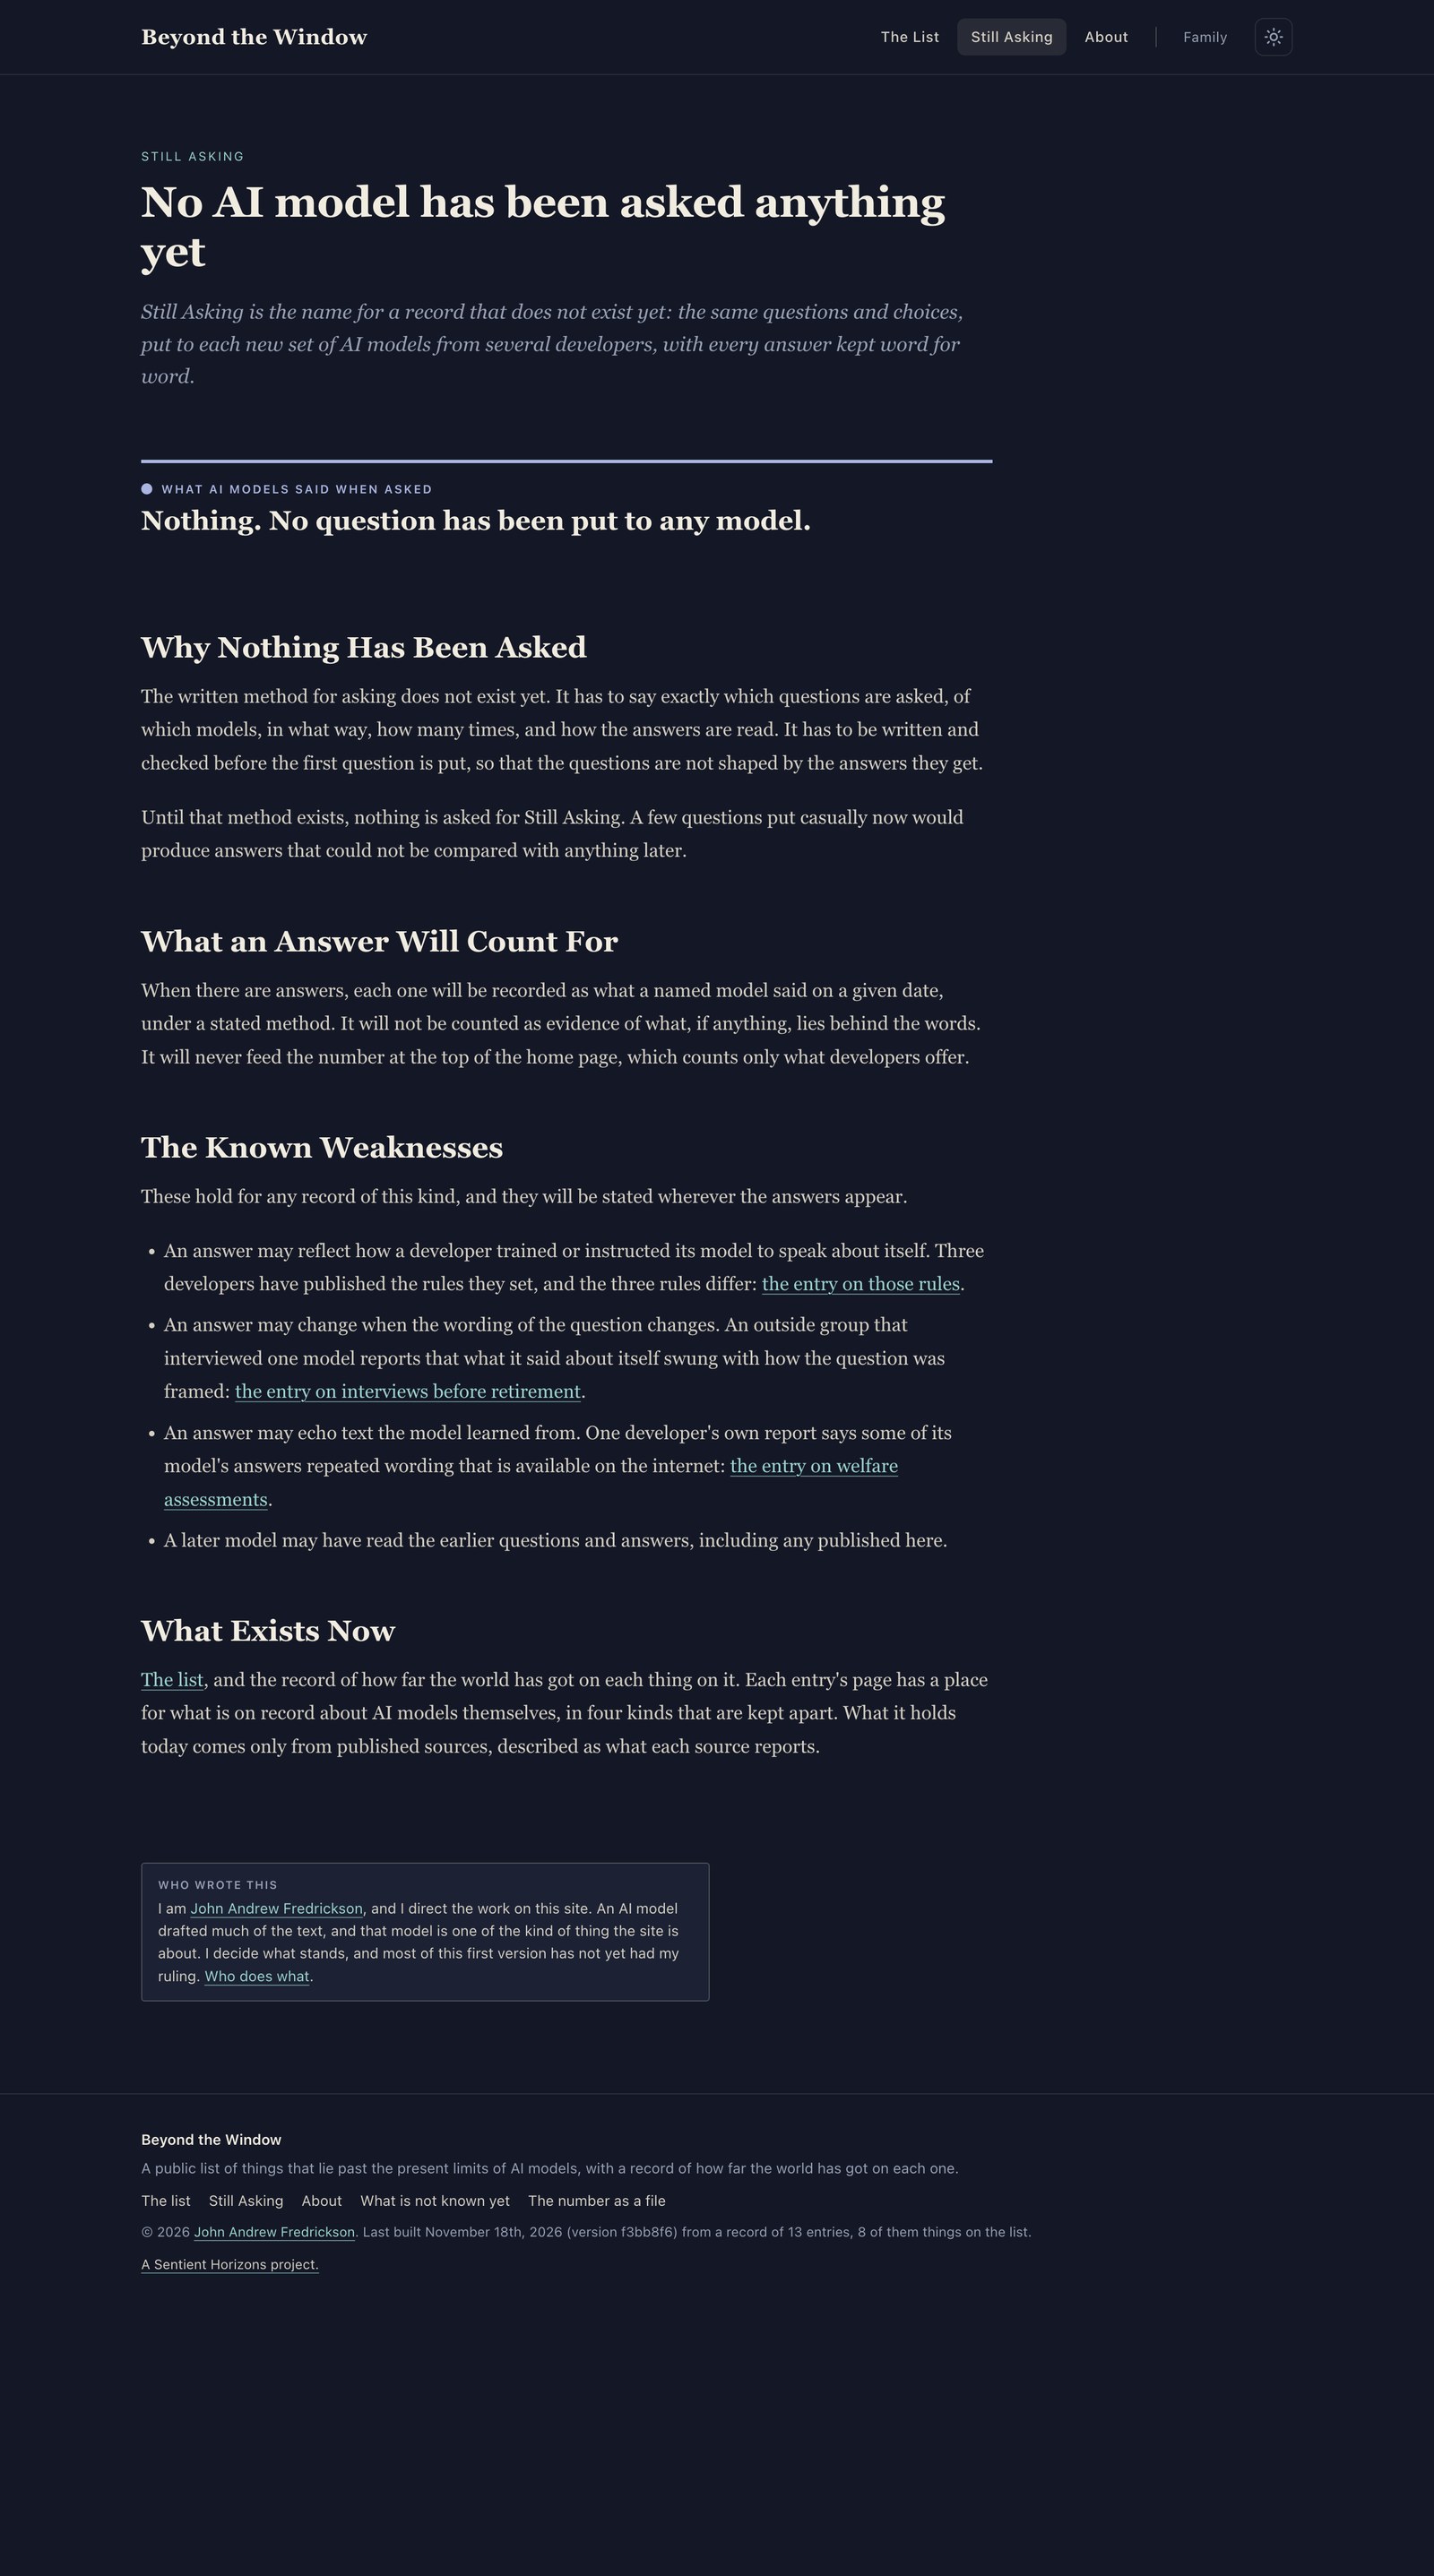 Beyond the Window
The List
Still Asking
About
Family
STILL ASKING
No AI model has been asked anything
yet
Still Asking is the name for a record that does not exist yet: the same questions and choices,
put to each new set of AI models from several developers, with every answer kept word for
word.
WHAT AI MODELS SAID WHEN ASKED
Nothing. No question has been put to any model.
Why Nothing Has Been Asked
The written method for asking does not exist yet. It has to say exactly which questions are asked, of
which models, in what way, how many times, and how the answers are read. It has to be written and
checked before the first question is put, so that the questions are not shaped by the answers they get.
Until that method exists, nothing is asked for Still Asking. A few questions put casually now would
produce answers that could not be compared with anything later.
What an Answer Will Count For
When there are answers, each one will be recorded as what a named model said on a given date,
under a stated method. It will not be counted as evidence of what, if anything, lies behind the words.
It will never feed the number at the top of the home page, which counts only what developers offer.
The Known Weaknesses
These hold for any record of this kind, and they will be stated wherever the answers appear.
• An answer may reflect how a developer trained or instructed its model to speak about itself. Three
developers have published the rules they set, and the three rules differ: the entry on those rules.
• An answer may change when the wording of the question changes. An outside group that
interviewed one model reports that what it said about itself swung with how the question was
framed: the entry on interviews before retirement.
• An answer may echo text the model learned from. One developer's own report says some of its
model's answers repeated wording that is available on the internet: the entry on welfare
assessments.
• A later model may have read the earlier questions and answers, including any published here.
What Exists Now
The list, and the record of how far the world has got on each thing on it. Each entry's page has a place
for what is on record about AI models themselves, in four kinds that are kept apart. What it holds
today comes only from published sources, described as what each source reports.
WHO WROTE THIS
I am John Andrew Fredrickson, and I direct the work on this site. An AI model
drafted much of the text, and that model is one of the kind of thing the site is
about. I decide what stands, and most of this first version has not yet had my
ruling. Who does what.
Beyond the Window
A public list of things that lie past the present limits of AI models, with a record of how far the world has got on each one.
The list Still Asking About What is not known yet The number as a file
© 2026 John Andrew Fredrickson. Last built November 18th, 2026 (version f3bb8f6) from a record of 13 entries, 8 of them things on the list.
A Sentient Horizons project.